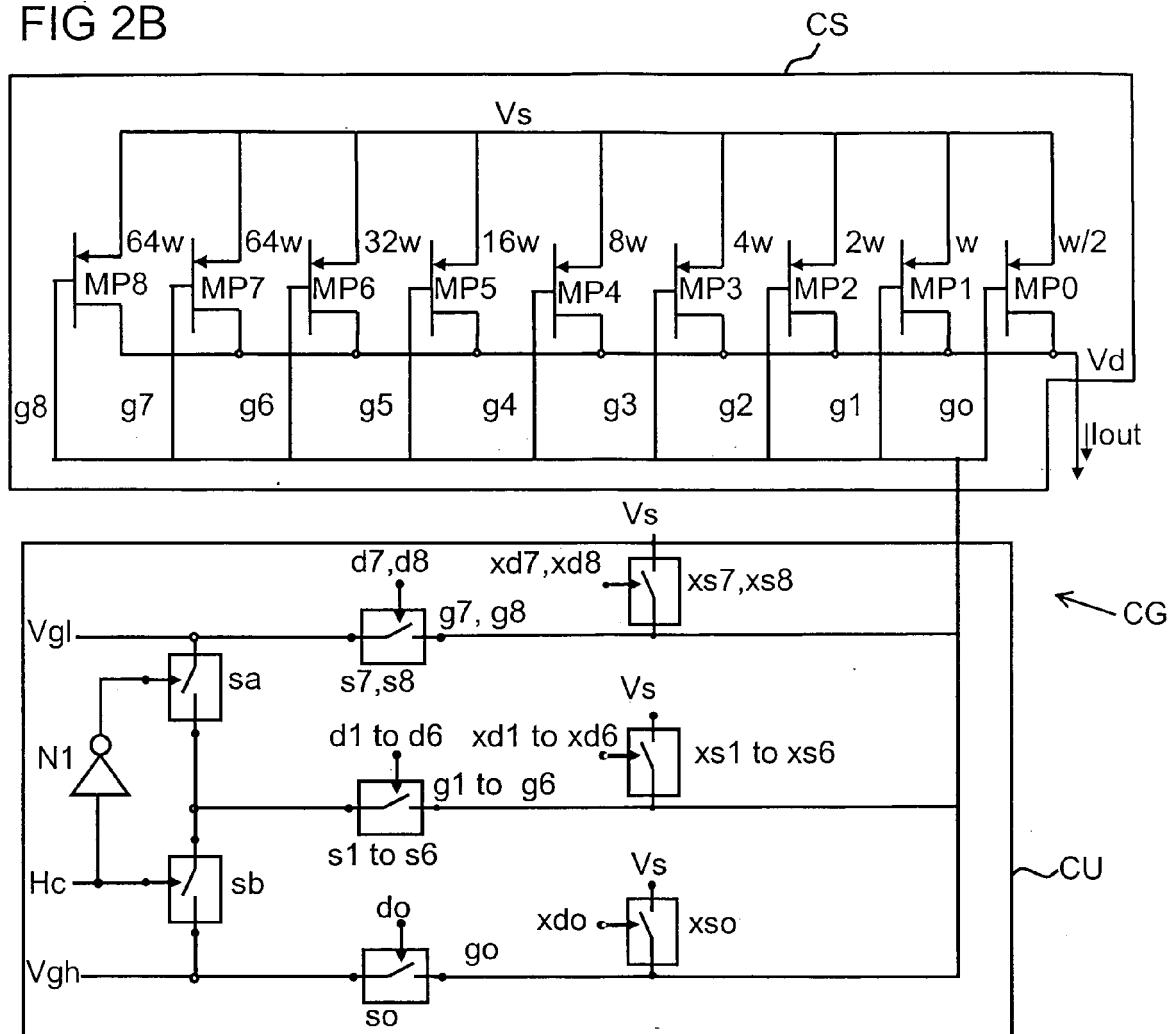 FIG 2B
CS
Vs
64w 64w 32w 16w 8w 4w 2w w w/2
MP8 MP7 MP6 MP5 MP4 MP3 MP2 MP1 MP0
Vd
g8 g7 g6 g5 g4 g3 g2 g1 go
Iout
Vs
d7,d8 xd7,xd8 xs7,xs8
g7, g8
CG
Vgl
s7,s8
sa
Vs
d1 to d6 xd1 to xd6 xs1 to xs6
N1
g1 to g6
s1 to s6
Vs
Hc sb CU
do xdo xso
go
Vgh
so